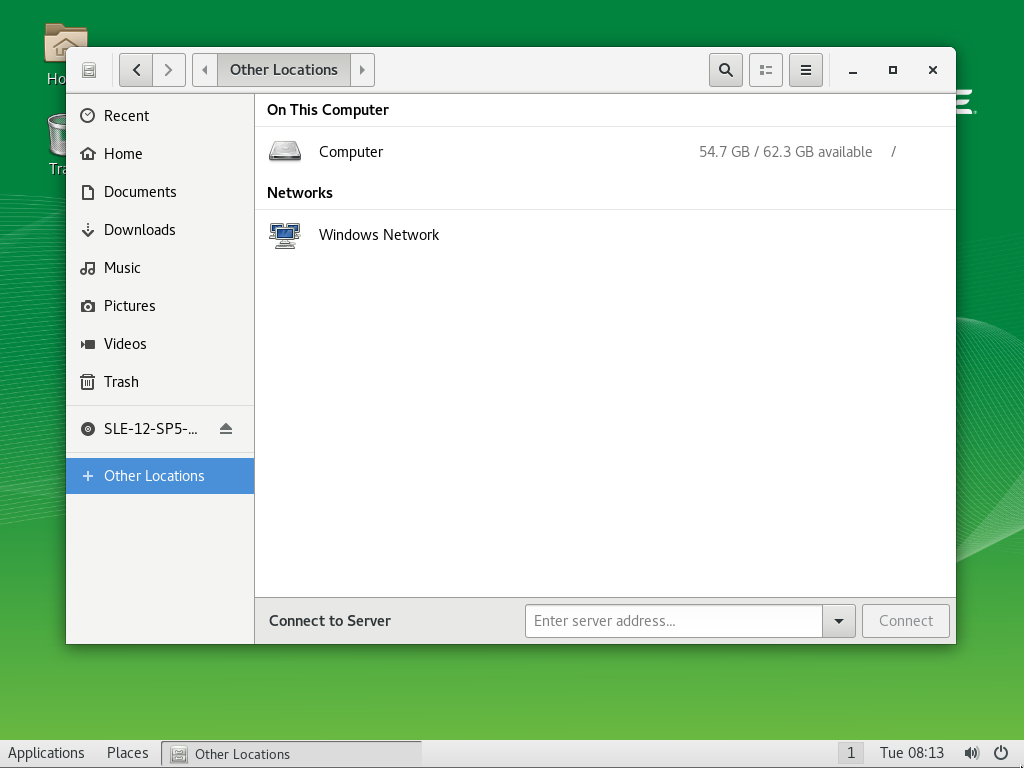 Other Locations
Recent
Home
Documents
Downloads
Music
Pictures
Videos
Trash
SLE-12-SP5-...
Other Locations
On This Computer
Computer 54.7 GB / 62.3 GB available /
Networks
Windows Network
Connect to Server Enter server address... Connect
Applications Places Other Locations 1 Tue 08:13